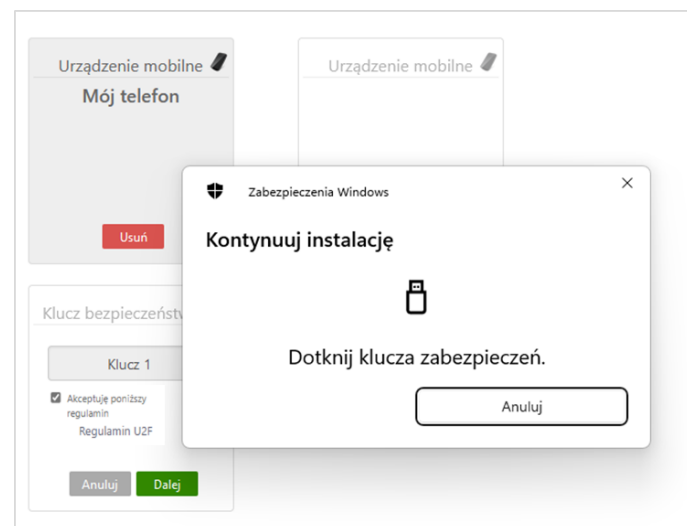 Urządzenie mobilne
Mój telefon
Usuń
Urządzenie mobilne
Zabezpieczenia Windows
Kontynuuj instalację
Dotknij klucza zabezpieczeń.
Anuluj
Klucz
Klucz 1
Akceptuję poniższy
regulamin
Regulamin U2F
Anuluj
Dalej